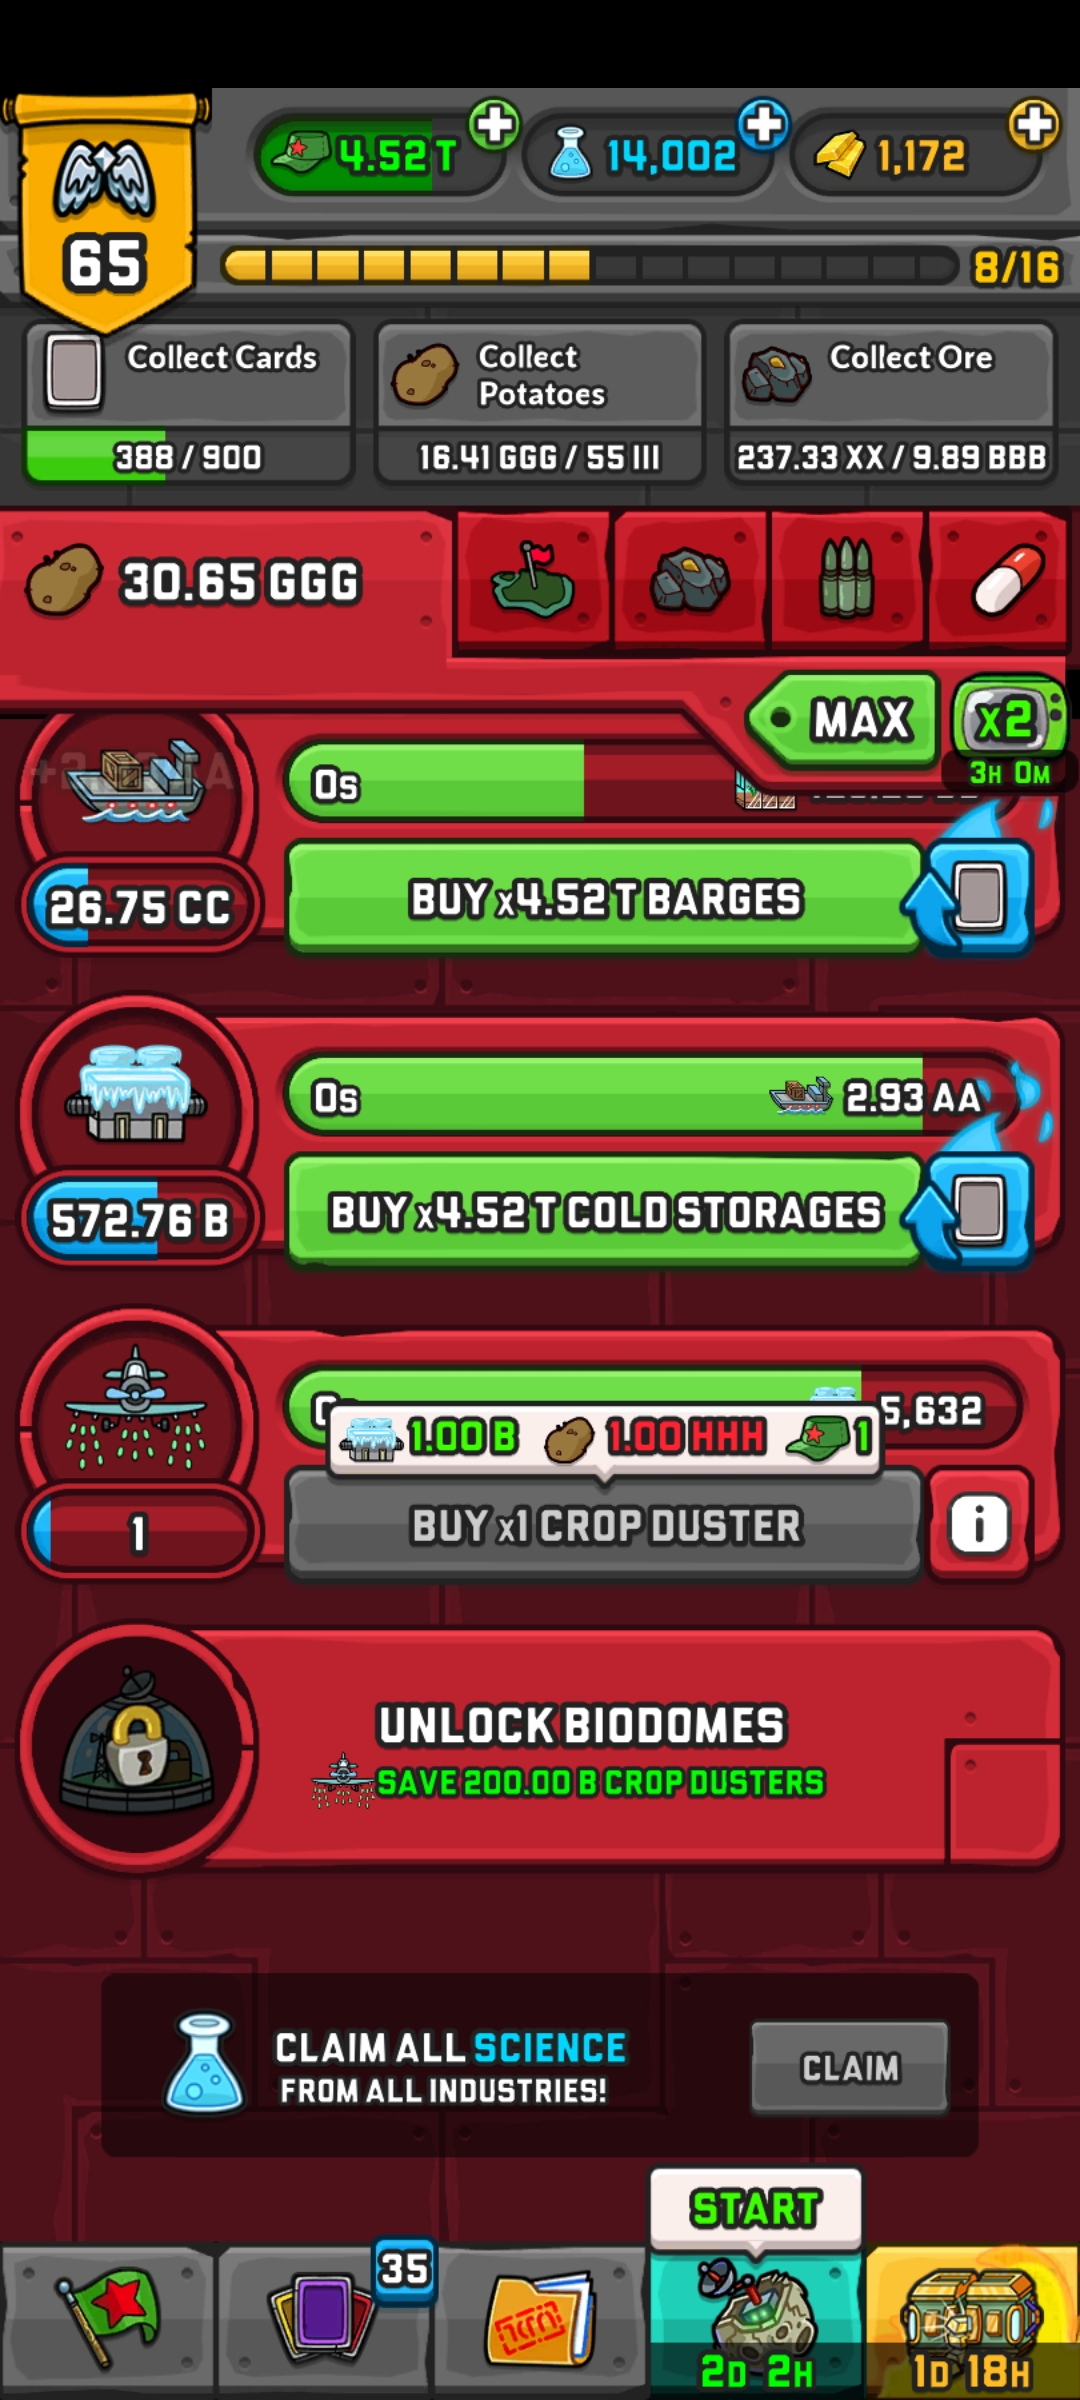 4.52 T
14,002
1,172
65
8/16
Collect Cards
388 / 900
Collect
Potatoes
16.41 GGG / 55 III
Collect Ore
237.33 XX / 9.89 BBB
30.65 GGG
MAX
x2
3H 0M
0s
26.75 CC
BUY x4.52 T BARGES
0s
2.93 AA
572.76 B
BUY x4.52 T COLD STORAGES
5,632
1.00 B
1.00 HHH
1
1
BUY x1 CROP DUSTER
i
UNLOCK BIODOMES
SAVE 200.00 B CROP DUSTERS
CLAIM ALL SCIENCE
FROM ALL INDUSTRIES!
CLAIM
START
35
2D 2H
1D 18H